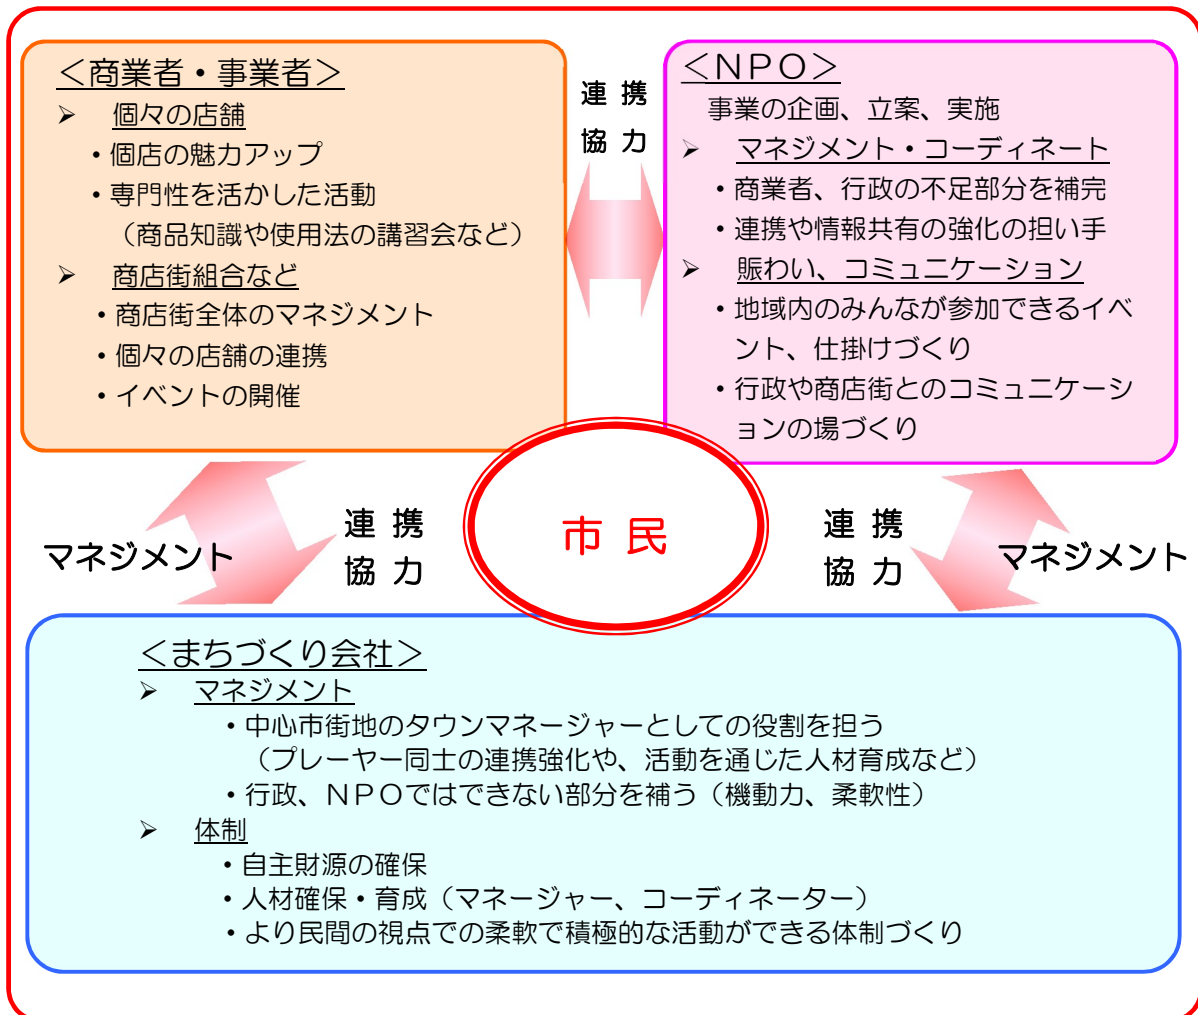 ＜商業者・事業者＞
➢ 個々の店舗
・個店の魅力アップ
・専門性を活かした活動
（商品知識や使用法の講習会など）
➢ 商店街組合など
・商店街全体のマネジメント
・個々の店舗の連携
・イベントの開催
連 携
協 力
＜ＮＰＯ＞
事業の企画、立案、実施
➢ マネジメント・コーディネート
・商業者、行政の不足部分を補完
・連携や情報共有の強化の担い手
➢ 賑わい、コミュニケーション
・地域内のみんなが参加できるイベ
ント、仕掛けづくり
・行政や商店街とのコミュニケーシ
ョンの場づくり
マネジメント
連 携
協 力
市 民
連 携
協 力
マネジメント
＜まちづくり会社＞
➢ マネジメント
・中心市街地のタウンマネージャーとしての役割を担う
（プレーヤー同士の連携強化や、活動を通じた人材育成など）
・行政、ＮＰＯではできない部分を補う（機動力、柔軟性）
➢ 体制
・自主財源の確保
・人材確保・育成（マネージャー、コーディネーター）
・より民間の視点での柔軟で積極的な活動ができる体制づくり